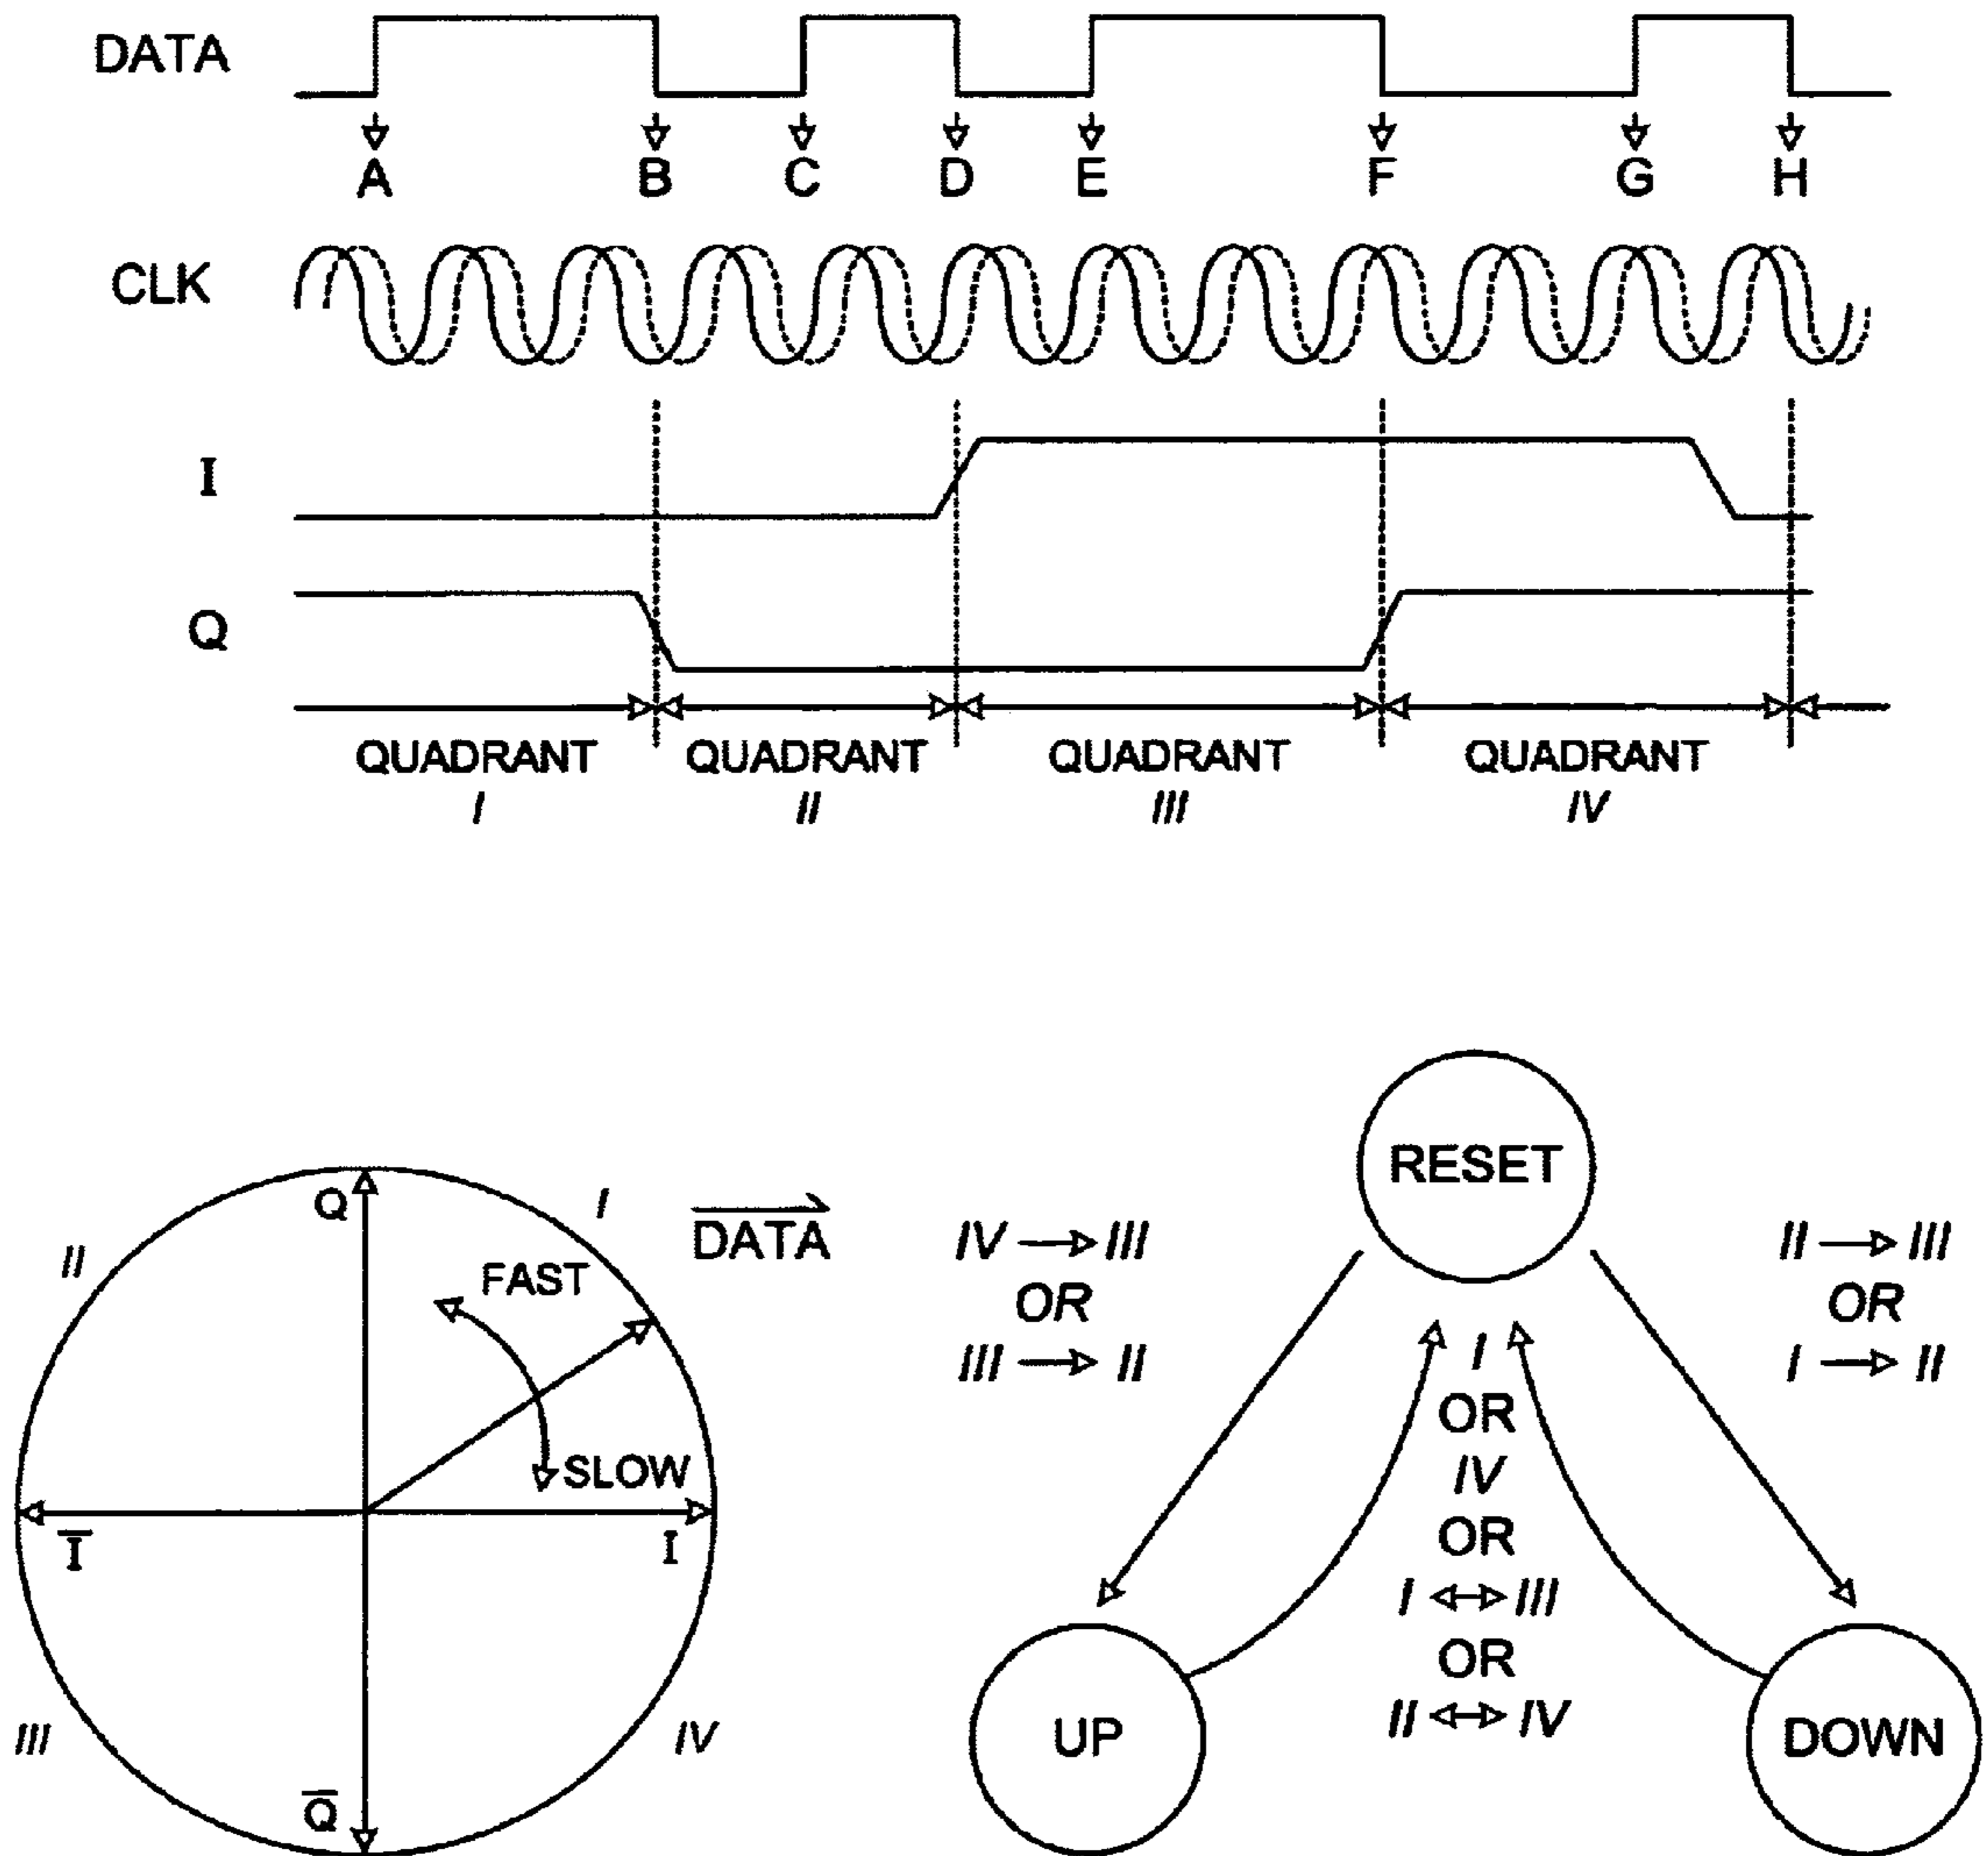 DATA
A B C D E F G H
CLK
I
Q
QUADRANT QUADRANT QUADRANT QUADRANT
I II III IV
Q
I
II
FAST
SLOW
I̅
I
III
IV
Q̅
DATA⃗
RESET
IV → III
OR
III → II
II → III
OR
I → II
I
OR
IV
OR
I ↔ III
OR
II ↔ IV
UP
DOWN